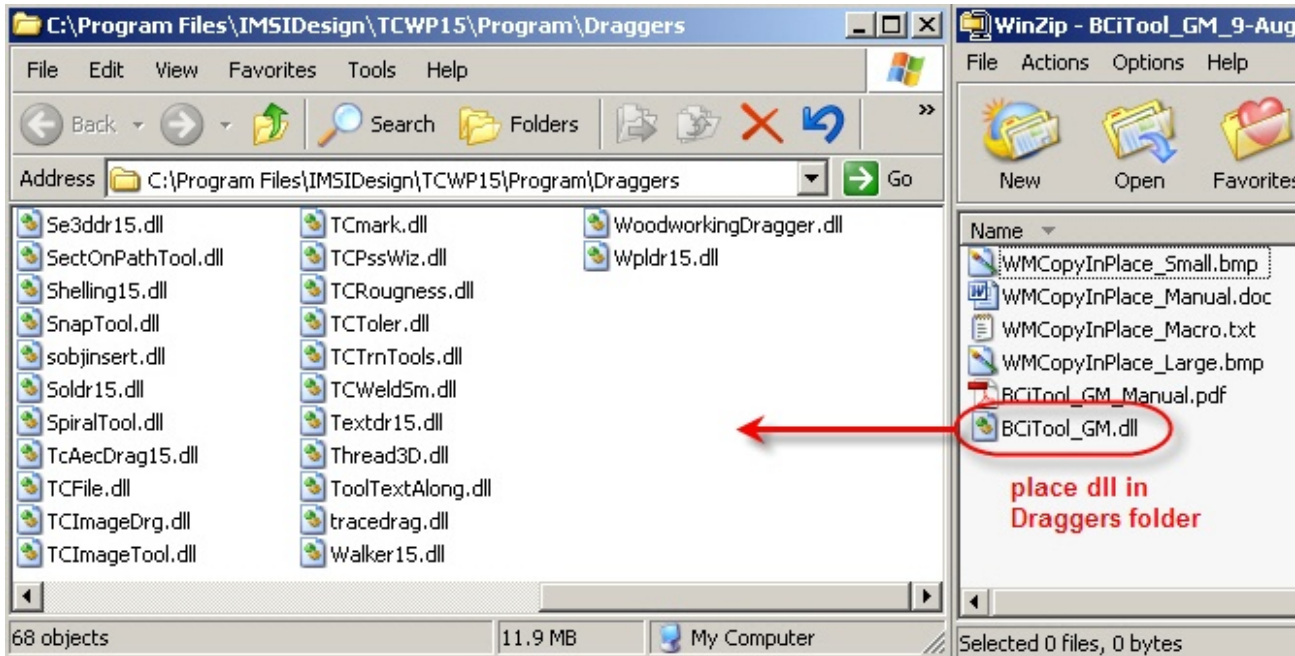 C:\Program Files\IMSIDesign\TCWP15\Program\Draggers
File Edit View Favorites Tools Help
Back Search Folders »
Address C:\Program Files\IMSIDesign\TCWP15\Program\Draggers Go
Se3ddr15.dll
SectOnPathTool.dll
Shelling15.dll
SnapTool.dll
sobjinsert.dll
Soldr15.dll
SpiralTool.dll
TcAecDrag15.dll
TCFile.dll
TCImageDrg.dll
TCImageTool.dll
TCmark.dll
TCPssWiz.dll
TCRougness.dll
TCToler.dll
TCTrnTools.dll
TCWeldSm.dll
Textdr15.dll
Thread3D.dll
ToolTextAlong.dll
tracedrag.dll
Walker15.dll
WoodworkingDragger.dll
Wpldr15.dll
68 objects 11.9 MB My Computer
WinZip - BCiTool_GM_9-Aug
File Actions Options Help
New Open Favorites
Name
WMCopyInPlace_Small.bmp
WMCopyInPlace_Manual.doc
WMCopyInPlace_Macro.txt
WMCopyInPlace_Large.bmp
BCiTool_GM_Manual.pdf
BCiTool_GM.dll
place dll in
Draggers folder
Selected 0 files, 0 bytes